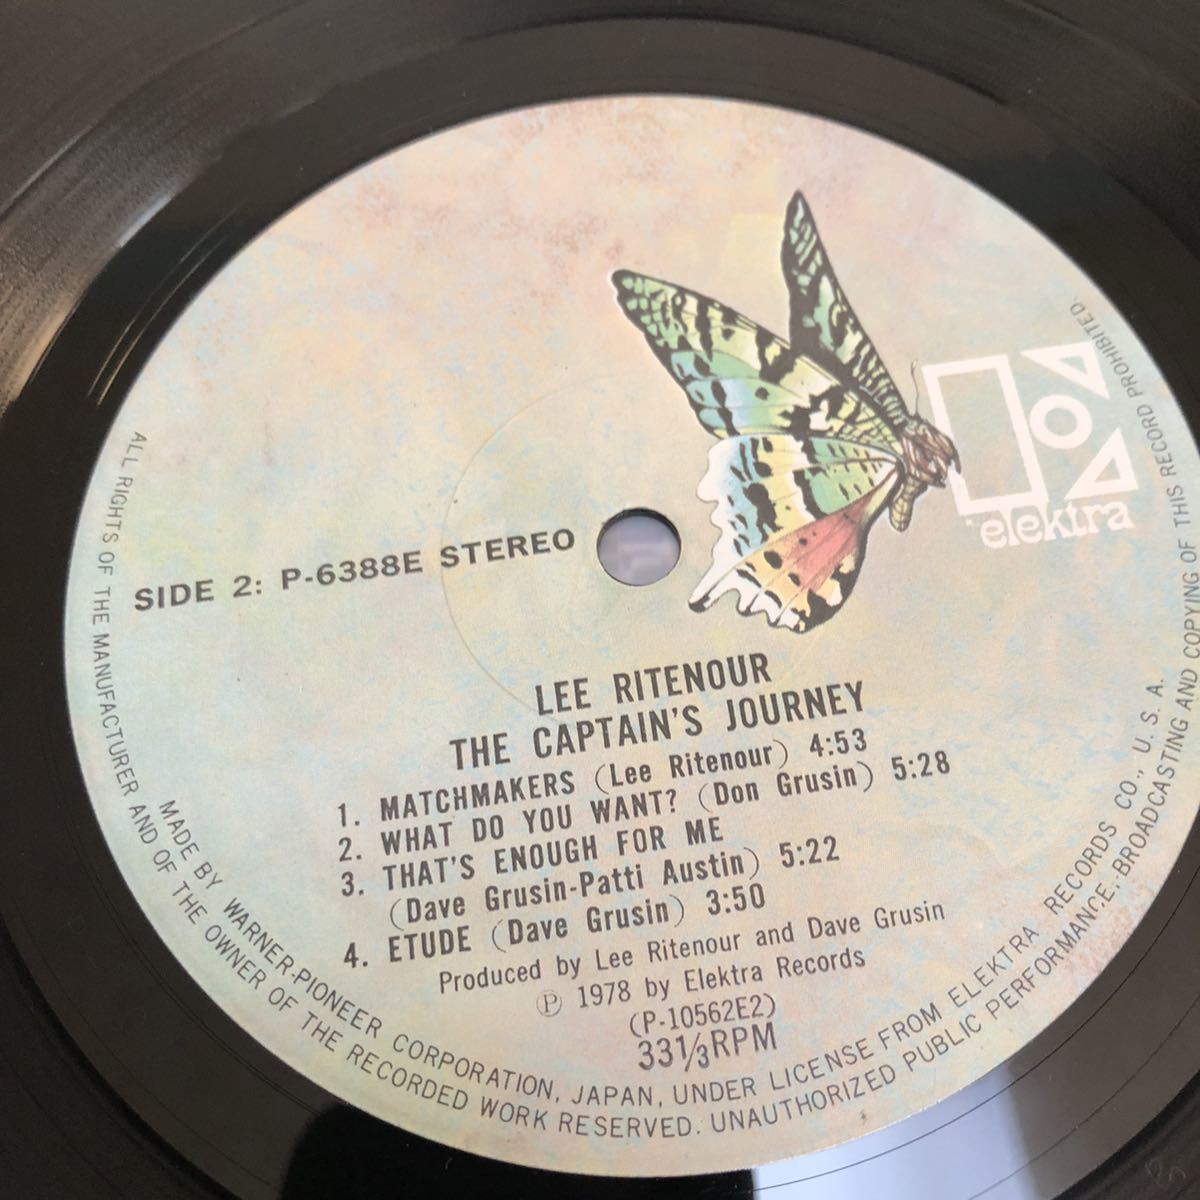 elektra
SIDE 2: P-6388E STEREO
LEE RITENOUR
THE CAPTAIN'S JOURNEY
1. MATCHMAKERS (Lee Ritenour) 4:53
2. WHAT DO YOU WANT? (Don Grusin) 5:28
3. THAT'S ENOUGH FOR ME
(Dave Grusin-Patti Austin) 5:22
4. ETUDE (Dave Grusin) 3:50
Produced by Lee Ritenour and Dave Grusin
Ⓟ 1978 by Elektra Records
(P-10562E2)
33⅓RPM
MADE BY WARNER-PIONEER CORPORATION, JAPAN, UNDER LICENSE FROM ELEKTRA RECORDS CO., U.S.A.
ALL RIGHTS OF THE MANUFACTURER AND OF THE OWNER OF THE RECORDED WORK RESERVED. UNAUTHORIZED PUBLIC PERFORMANCE, BROADCASTING AND COPYING OF THIS RECORD PROHIBITED.